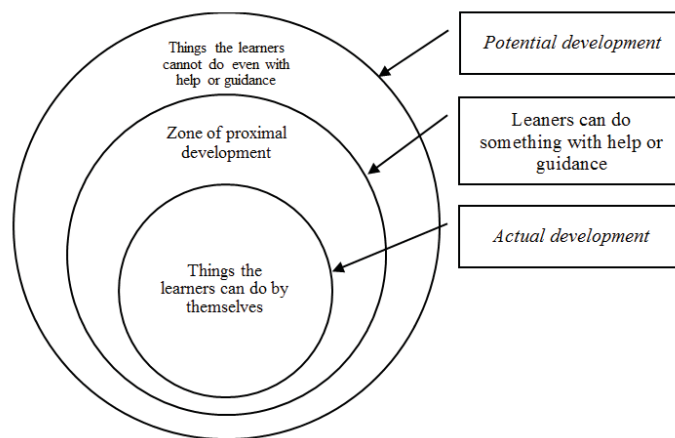 Things the learners
cannot do even with
help or guidance
Zone of proximal
development
Things the
learners can do by
themselves
Potential development
Leaners can do
something with help or
guidance
Actual development